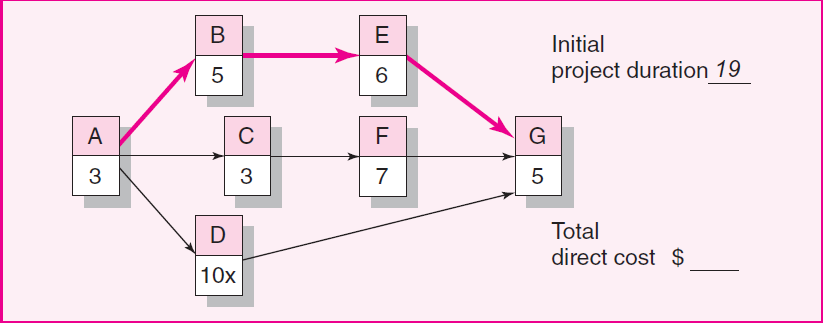 B
5
E
6
Initial
project duration 19
A
3
C
3
F
7
G
5
D
10x
Total
direct cost $